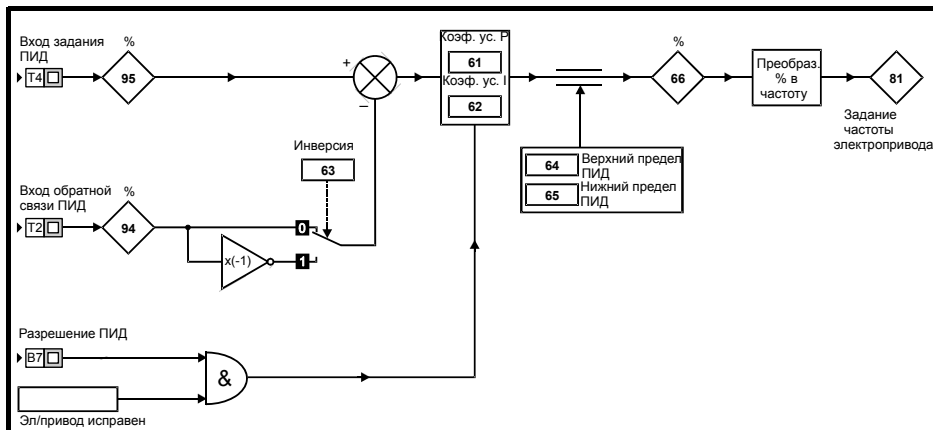 Вход задания
ПИД
%
T4
95
+
–
Коэф. ус. P
61
Коэф. ус. I
62
%
66
Преобраз.
% в
частоту
81
Задание
частоты
электропривода
64
Верхний предел
ПИД
65
Нижний предел
ПИД
Инверсия
63
Вход обратной
связи ПИД
%
T2
94
0
x(-1)
1
Разрешение ПИД
B7
&
Эл/привод исправен